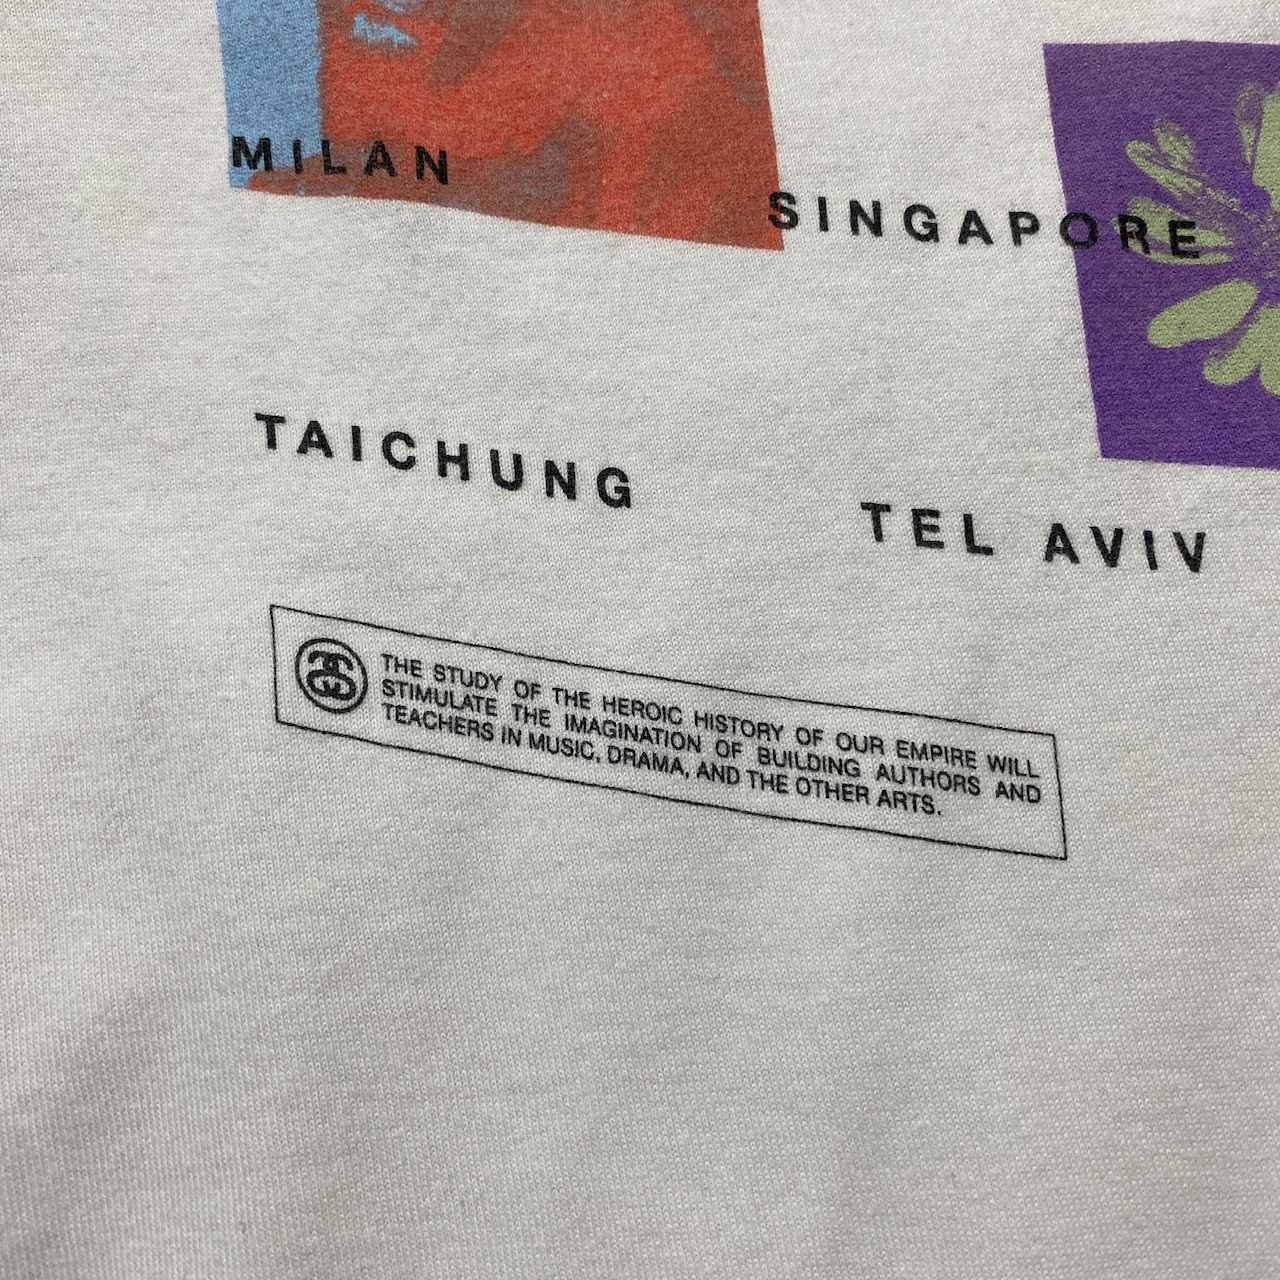 MILAN
SINGAPORE
TAICHUNG
TEL AVIV
THE STUDY OF THE HEROIC HISTORY OF OUR EMPIRE WILL
STIMULATE THE IMAGINATION OF BUILDING AUTHORS AND
TEACHERS IN MUSIC, DRAMA, AND THE OTHER ARTS.